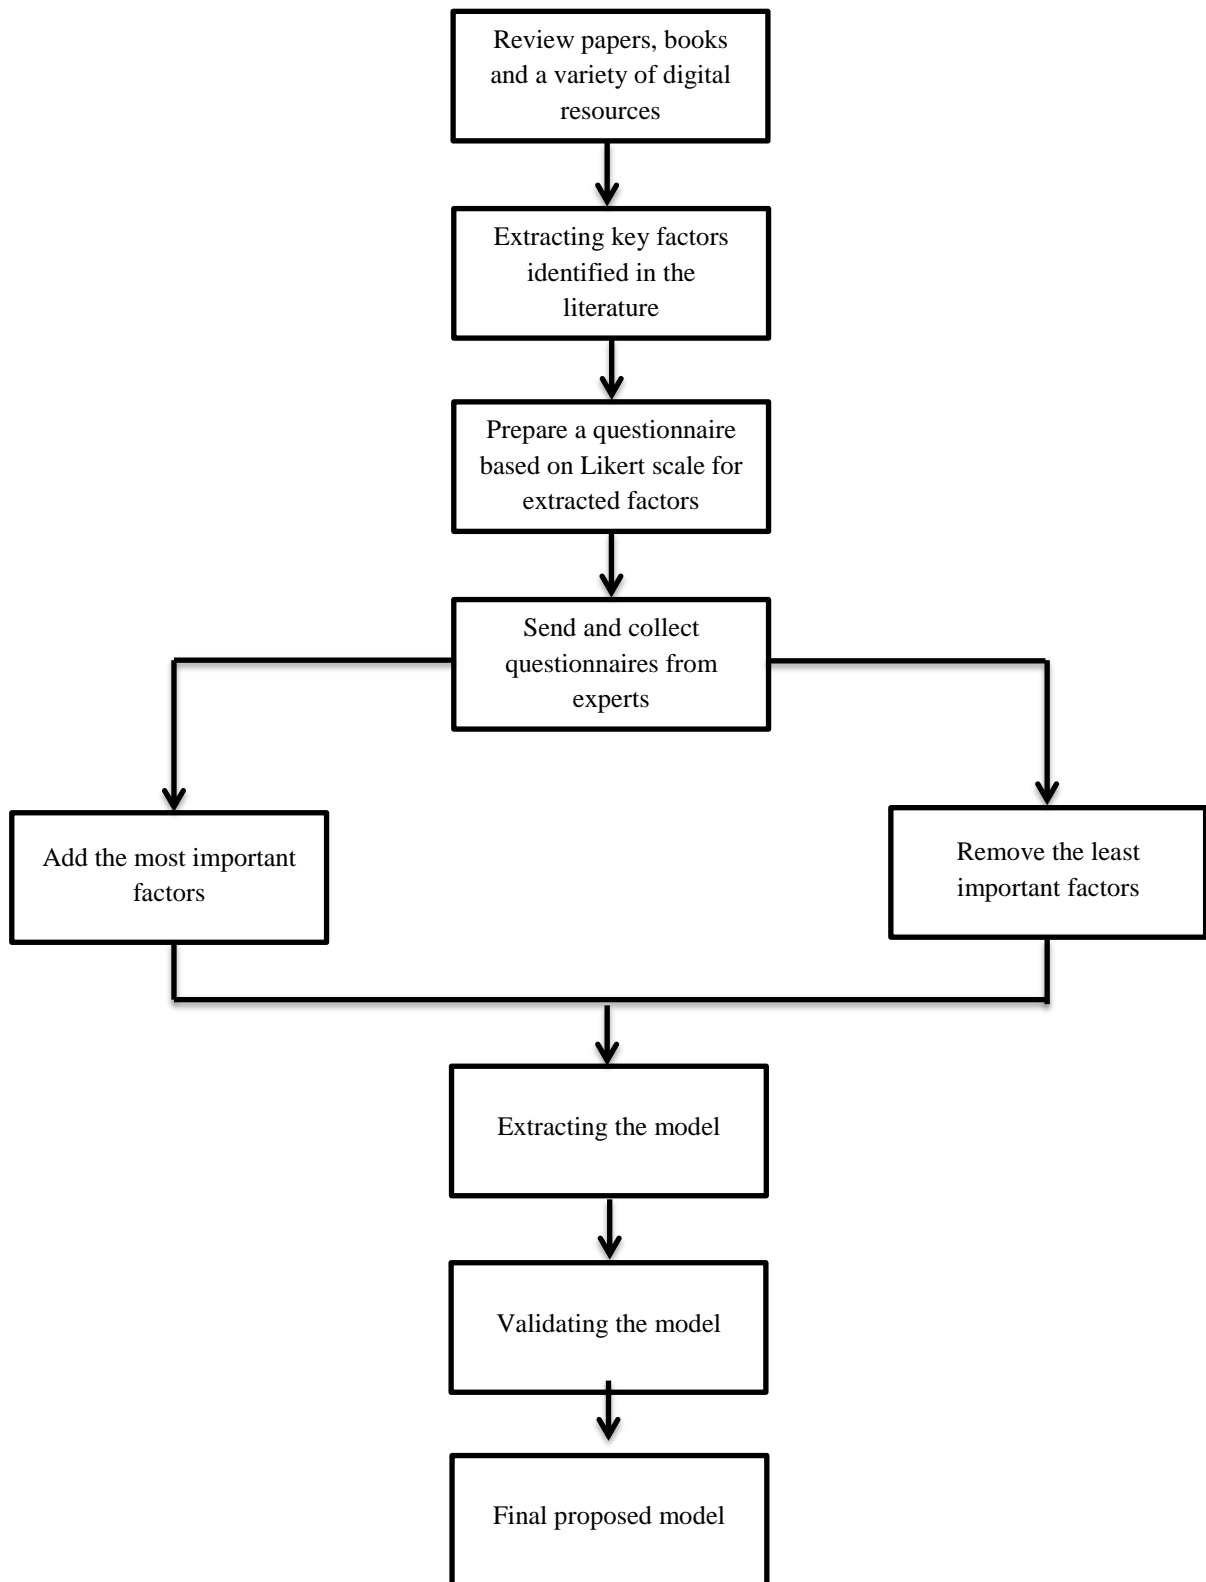 Review papers, books
and a variety of digital
resources
Extracting key factors
identified in the
literature
Prepare a questionnaire
based on Likert scale for
extracted factors
Send and collect
questionnaires from
experts
Add the most important
factors
Remove the least
important factors
Extracting the model
Validating the model
Final proposed model